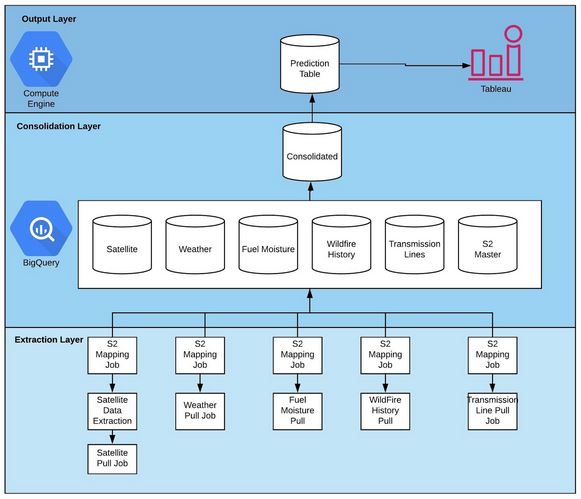 Output Layer
Compute
Engine
Prediction
Table
Tableau
Consolidation Layer
Consolidated
BigQuery
Satellite
Weather
Fuel Moisture
Wildfire
History
Transmission
Lines
S2
Master
Extraction Layer
S2
Mapping
Job
S2
Mapping
Job
S2
Mapping
Job
S2
Mapping
Job
S2
Mapping
Job
Satellite
Data
Extraction
Weather
Pull Job
Fuel
Moisture
Pull
WildFire
History
Pull
Transmission
Line Pull
Job
Satellite
Pull Job